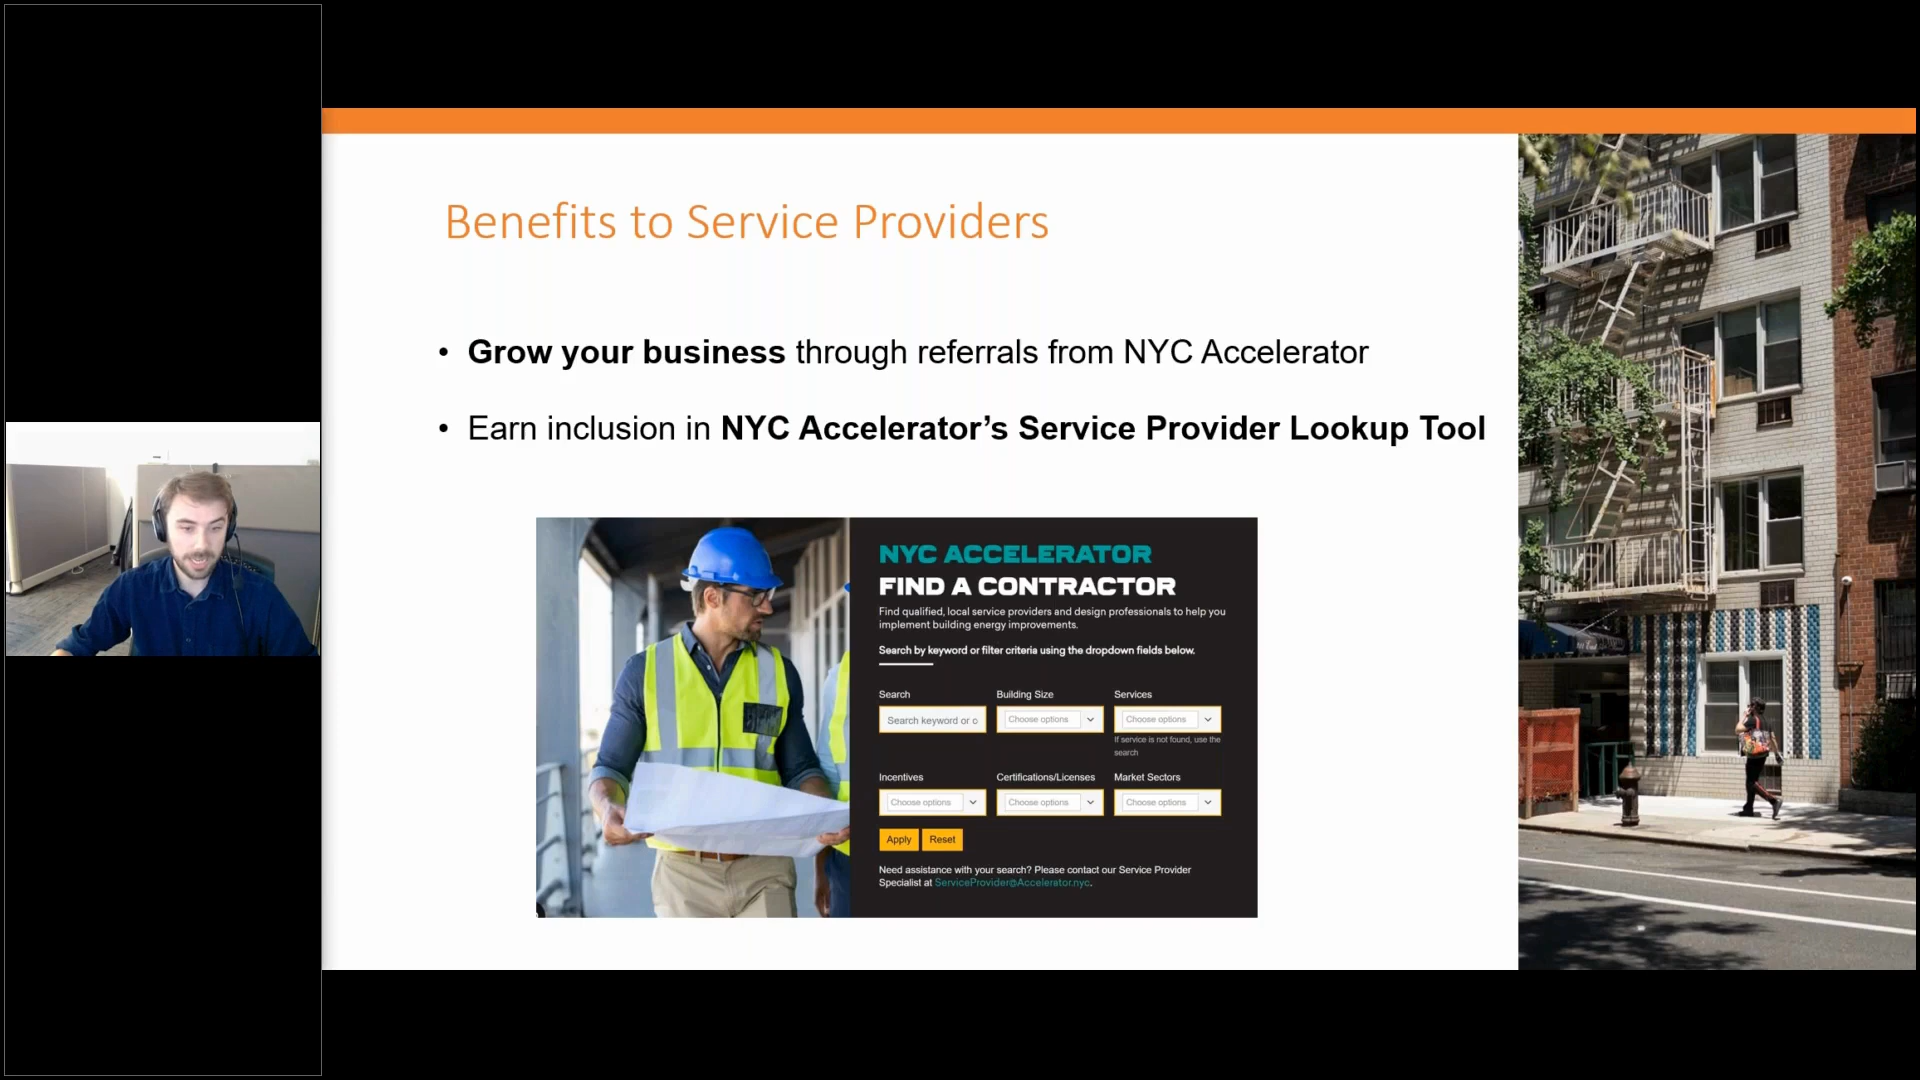 Benefits to Service Providers
• Grow your business through referrals from NYC Accelerator
• Earn inclusion in NYC Accelerator’s Service Provider Lookup Tool
NYC ACCELERATOR
FIND A CONTRACTOR
Find qualified, local service providers and design professionals to help you
implement building energy improvements.
Search by keyword or filter criteria using the dropdown fields below.
Search Building Size Services
Search keyword or o Choose options Choose options
If service is not found, use the
search
Incentives Certifications/Licenses Market Sectors
Choose options Choose options Choose options
Apply Reset
Need assistance with your search? Please contact our Service Provider
Specialist at ServiceProvider@Accelerator.nyc.